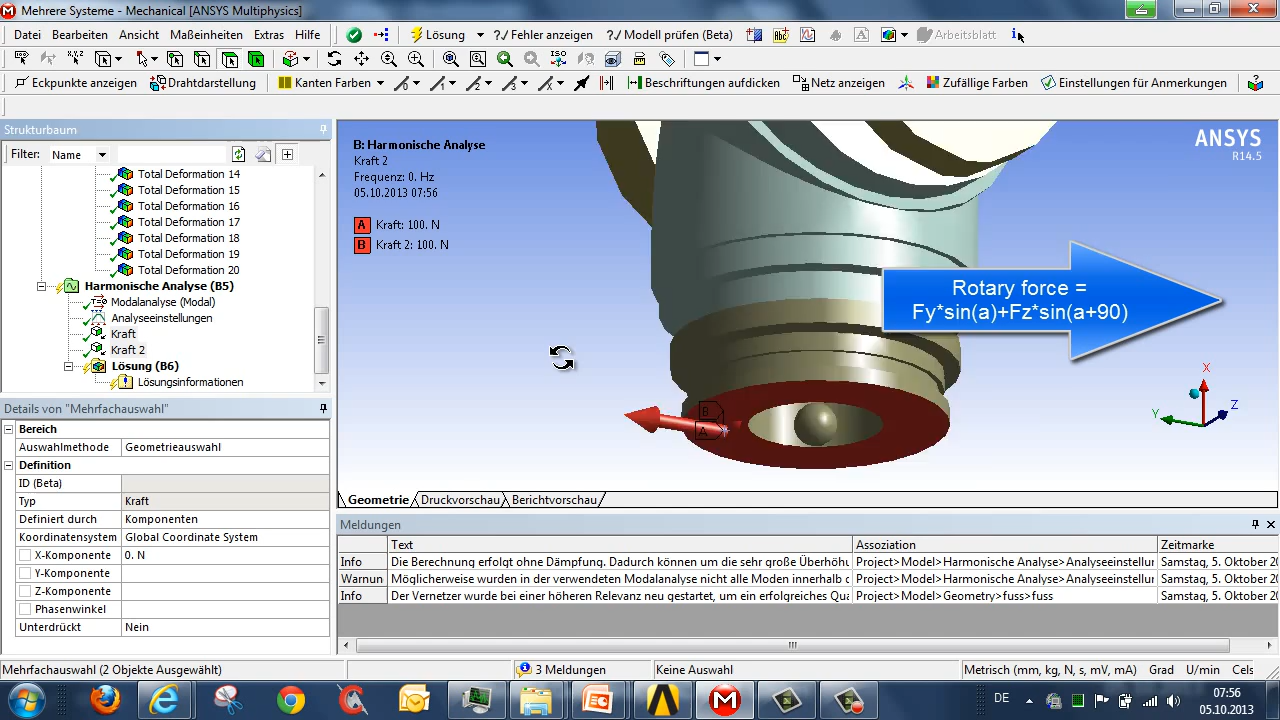 Mehrere Systeme - Mechanical [ANSYS Multiphysics]
Datei Bearbeiten Ansicht Maßeinheiten Extras Hilfe Lösung ?/ Fehler anzeigen ?/ Modell prüfen (Beta) Arbeitsblatt
Eckpunkte anzeigen Drahtdarstellung Kanten Farben Beschriftungen aufdicken Netz anzeigen Zufällige Farben Einstellungen für Anmerkungen
Strukturbaum
Filter: Name
Total Deformation 14
Total Deformation 15
Total Deformation 16
Total Deformation 17
Total Deformation 18
Total Deformation 19
Total Deformation 20
Harmonische Analyse (B5)
Modalanalyse (Modal)
Analyseeinstellungen
Kraft
Kraft 2
Lösung (B6)
Lösungsinformationen
Details von "Mehrfachauswahl"
Bereich
Auswahlmethode Geometrieauswahl
Definition
ID (Beta)
Typ Kraft
Definiert durch Komponenten
Koordinatensystem Global Coordinate System
X-Komponente 0. N
Y-Komponente
Z-Komponente
Phasenwinkel
Unterdrückt Nein
B: Harmonische Analyse
Kraft 2
Frequenz: 0. Hz
05.10.2013 07:56
A Kraft: 100. N
B Kraft 2: 100. N
ANSYS
R14.5
Rotary force =
Fy*sin(a)+Fz*sin(a+90)
B
A
X
Y
Z
Geometrie Druckvorschau Berichtvorschau
Meldungen
Text Assoziation Zeitmarke
Info Die Berechnung erfolgt ohne Dämpfung. Dadurch können um die sehr große Überhöhu Project>Model>Harmonische Analyse>Analyseeinstellur Samstag, 5. Oktober 20
Warnun Möglicherweise wurden in der verwendeten Modalanalyse nicht alle Moden innerhalb d Project>Model>Harmonische Analyse>Analyseeinstellur Samstag, 5. Oktober 20
Info Der Vernetzer wurde bei einer höheren Relevanz neu gestartet, um ein erfolgreiches Qua Project>Model>Geometry>fuss>fuss Samstag, 5. Oktober 20
Mehrfachauswahl (2 Objekte Ausgewählt) 3 Meldungen Keine Auswahl Metrisch (mm, kg, N, s, mV, mA) Grad U/min Cels
DE 07:56
05.10.2013